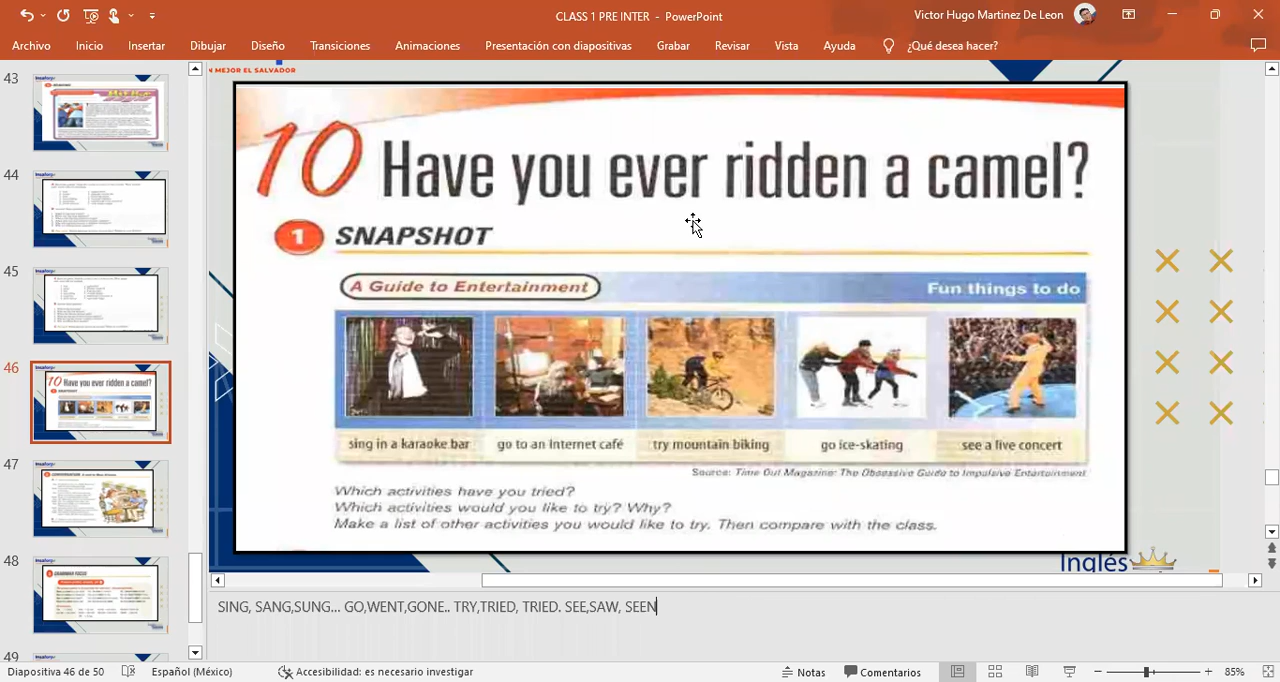 CLASS 1 PRE INTER - PowerPoint
Victor Hugo Martinez De Leon
Archivo Inicio Insertar Dibujar Diseño Transiciones Animaciones Presentación con diapositivas Grabar Revisar Vista Ayuda ¿Qué desea hacer?
N MEJOR EL SALVADOR
43
44
45
46
47
48
49
10 Have you ever ridden a camel?
1 SNAPSHOT
A Guide to Entertainment
Fun things to do
sing in a karaoke bar
go to an Internet café
try mountain biking
go ice-skating
see a live concert
Source: Time Out Magazine: The Obsessive Guide to Impulsive Entertainment
Which activities have you tried?
Which activities would you like to try? Why?
Make a list of other activities you would like to try. Then compare with the class.
Inglés
SING, SANG,SUNG... GO,WENT,GONE.. TRY,TRIED, TRIED. SEE,SAW, SEEN
Diapositiva 46 de 50 Español (México) Accesibilidad: es necesario investigar Notas Comentarios 85%